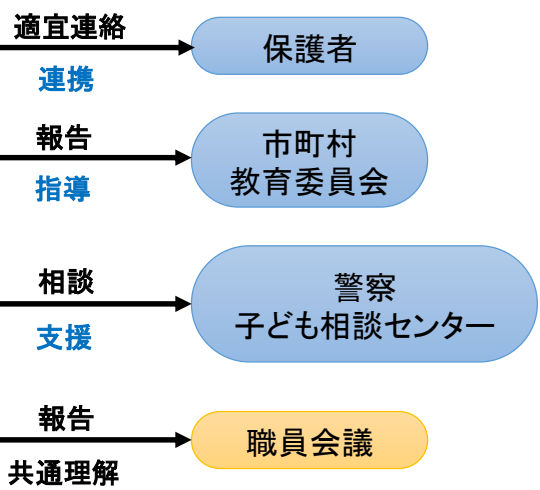 適宜連絡
連携
保護者
報告
指導
市町村
教育委員会
相談
支援
警察
子ども相談センター
報告
共通理解
職員会議